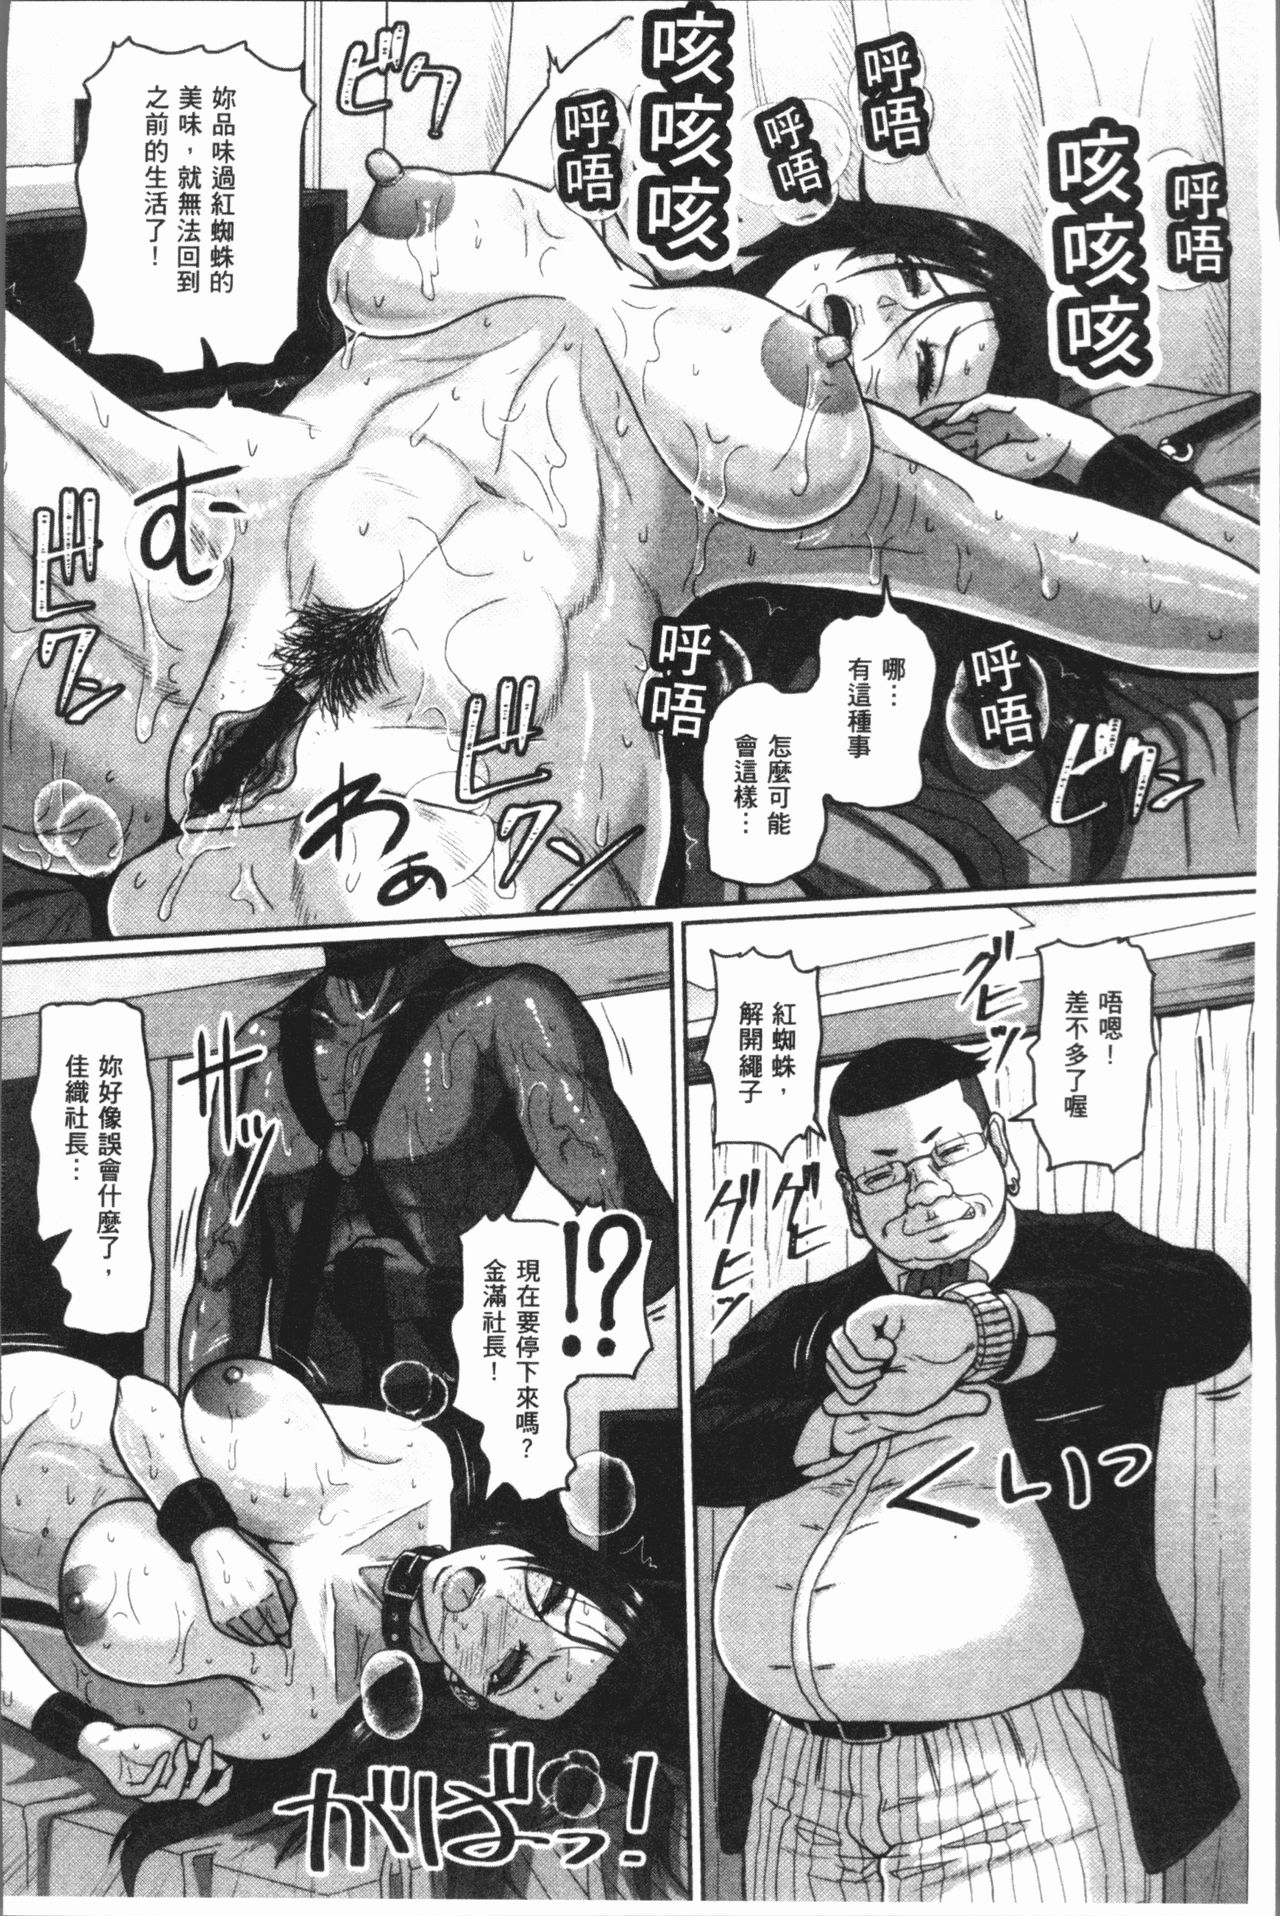 咳咳咳
咳咳咳
呼唔
呼唔
呼唔
呼唔
ビク
妳品味過紅蜘蛛的
美味，就無法回到
之前的生活了！
むー
ビクン
哪…
有這種事
怎麼可能
會這樣…
呼唔
呼唔
ビクン
ビクン
わぁ
唔嗯！
差不多了喔
グビッ
紅蜘蛛，
解開繩子
グビッ
くいっ
!?
現在要停下來嗎？
金滿社長！
サッ
妳好像誤會什麼了，
佳織社長…
がばっ！